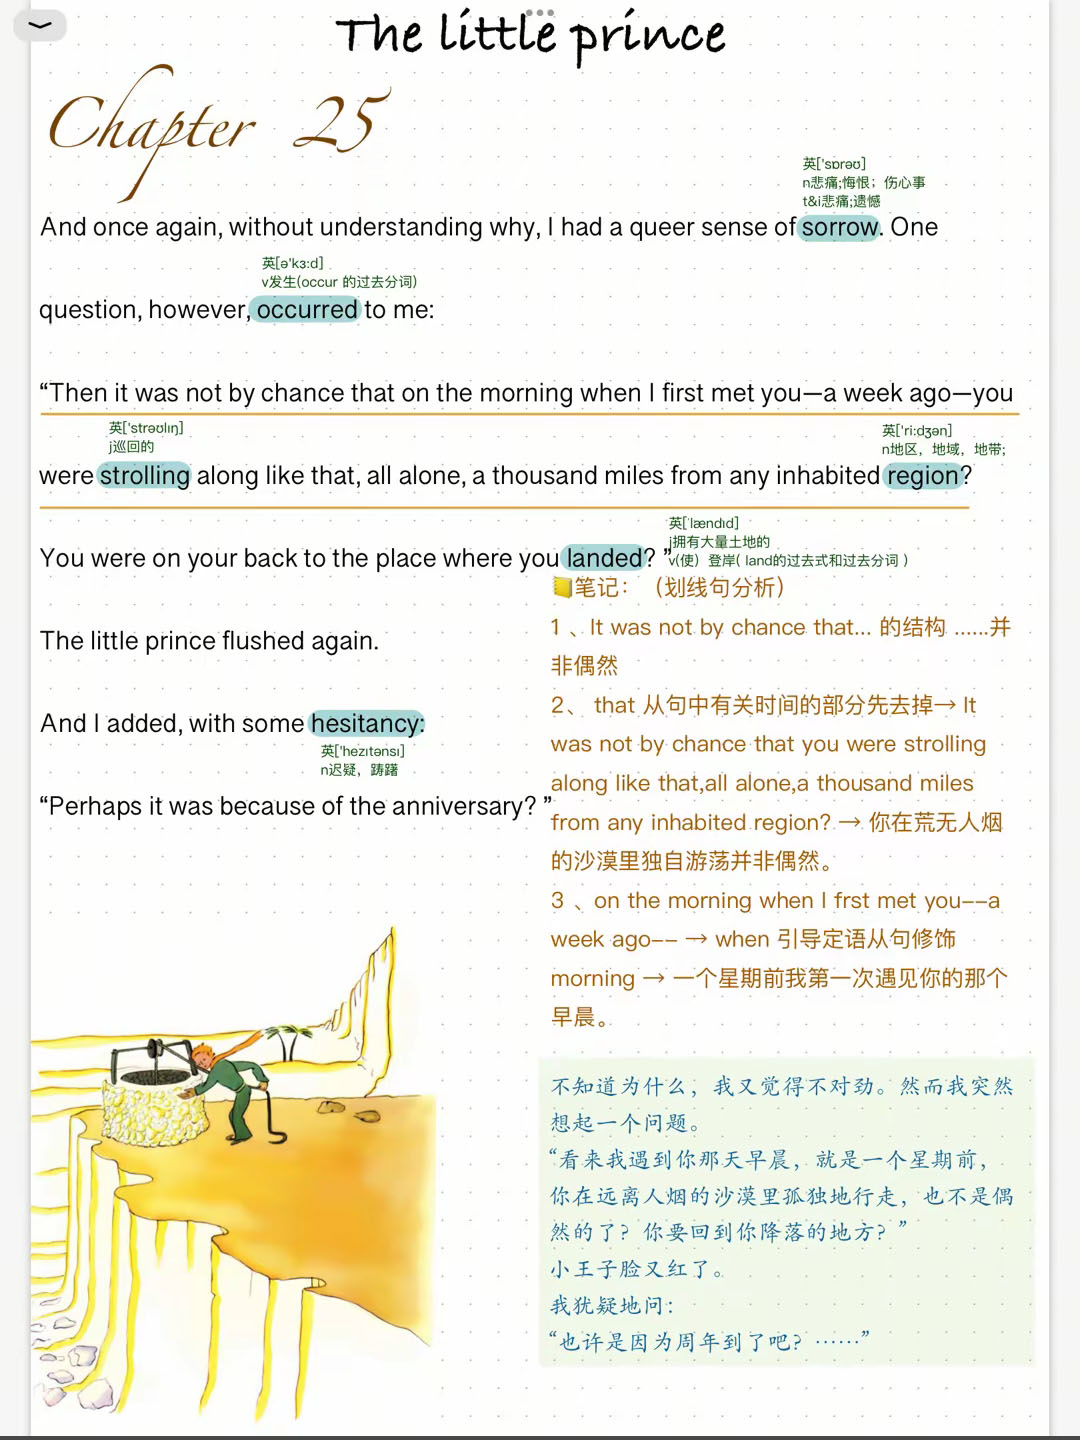 The little prince
Chapter 25
英['sɒrəʊ]
n悲痛;悔恨；伤心事
t&i悲痛;遗憾
And once again, without understanding why, I had a queer sense of sorrow. One
英[ə'kɜ:d]
v发生(occur 的过去分词)
question, however, occurred to me:
“Then it was not by chance that on the morning when I first met you—a week ago—you
英['strəʊlɪŋ]
j巡回的
英['ri:dʒən]
n地区，地域，地带;
were strolling along like that, all alone, a thousand miles from any inhabited region?
英['lændɪd]
j拥有大量土地的
v(使）登岸( land的过去式和过去分词 )
You were on your back to the place where you landed? ”
The little prince flushed again.
And I added, with some hesitancy:
英['hezɪtənsɪ]
n迟疑，踌躇
“Perhaps it was because of the anniversary? ”
笔记：（划线句分析）
1 、It was not by chance that... 的结构 ......并
非偶然
2、 that 从句中有关时间的部分先去掉→ It
was not by chance that you were strolling
along like that,all alone,a thousand miles
from any inhabited region? → 你在荒无人烟
的沙漠里独自游荡并非偶然。
3 、on the morning when I frst met you--a
week ago-- → when 引导定语从句修饰
morning → 一个星期前我第一次遇见你的那个
早晨。
不知道为什么，我又觉得不对劲。然而我突然
想起一个问题。
“看来我遇到你那天早晨，就是一个星期前，
你在远离人烟的沙漠里孤独地行走，也不是偶
然的了？你要回到你降落的地方？”
小王子脸又红了。
我犹疑地问：
“也许是因为周年到了吧？……”